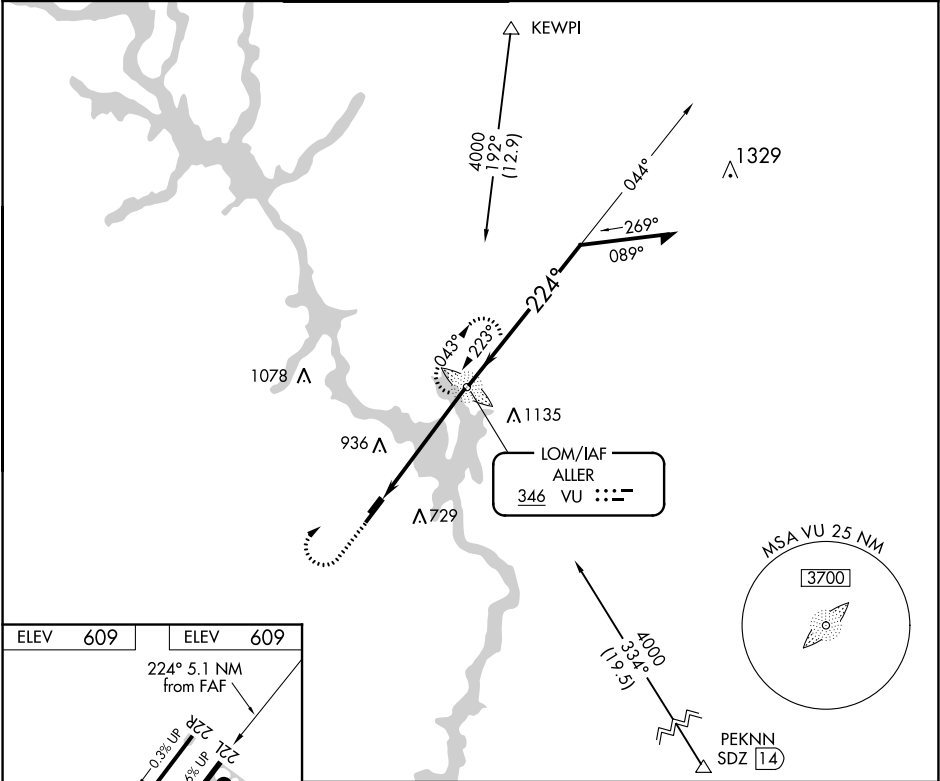 KEWPI
4000
192°
(12.9)
1329
044°
269°
089°
224°
043°
223°
1078
1135
936
LOM/IAF
ALLER
346 VU
729
MSA VU 25 NM
3700
4000
334°
(19.5)
PEKNN
SDZ 14
ELEV 609
ELEV 609
224° 5.1 NM
from FAF
22R
22L
0.3% UP
6% UP